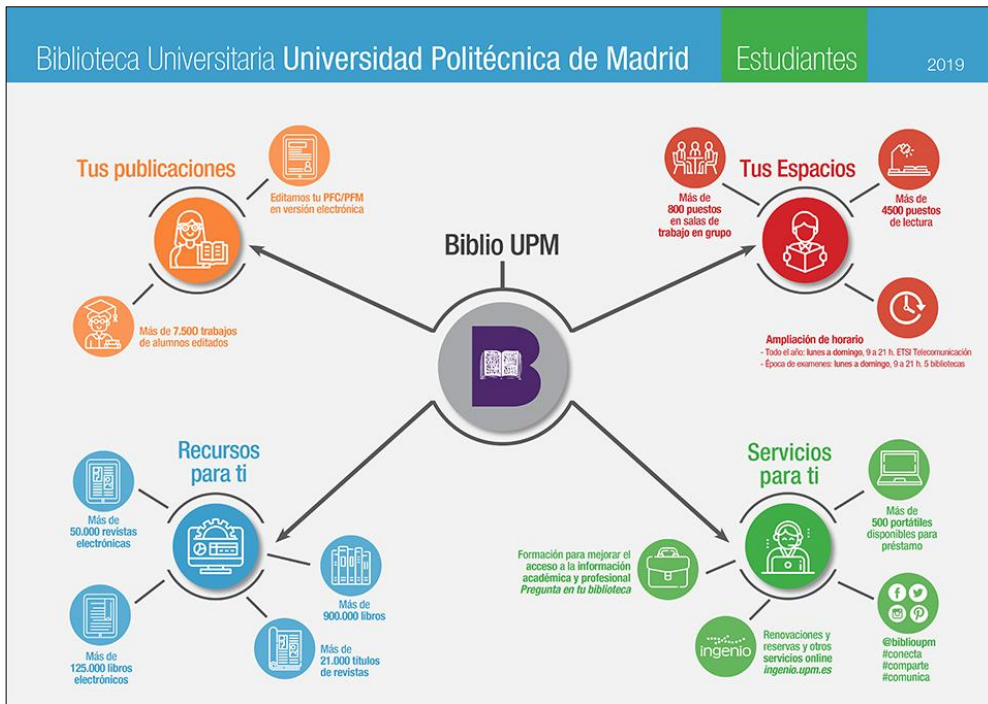 Biblioteca Universitaria Universidad Politécnica de Madrid
Estudiantes
2019
Tus publicaciones
Editamos tu PFC/PFM
en versión electrónica
Más de 7.500 trabajos
de alumnos editados
Biblio UPM
B
Tus Espacios
Más de
800 puestos
en salas de
trabajo en grupo
Más de
4500 puestos
de lectura
Ampliación de horario
- Todo el año: lunes a domingo, 9 a 21 h. ETSI Telecomunicación
- Época de examenes: lunes a domingo, 9 a 21 h. 5 bibliotecas
Recursos
para ti
Más de
50.000 revistas
electrónicas
Más de
125.000 libros
electrónicos
Más de
900.000 libros
Más de
21.000 títulos
de revistas
Servicios
para ti
Más de
500 portátiles
disponibles para
préstamo
Formación para mejorar el
acceso a la información
académica y profesional
Pregunta en tu biblioteca
ingenio
Renovaciones y
reservas y otros
servicios online
ingenio.upm.es
@biblioupm
#conecta
#comparte
#comunica